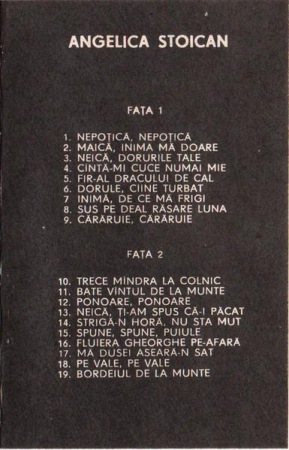 ANGELICA STOICAN
FAȚA 1
1. NEPOȚICĂ, NEPOȚICĂ
2. MAICĂ, INIMA MĂ DOARE
3. NEICĂ, DORURILE TALE
4. CÎNTĂ-MI CUCE NUMAI MIE
5. FIR-AL DRACULUI DE CAL
6. DORULE, CÎINE TURBAT
7 INIMĂ, DE CE MĂ FRIGI
8. SUS PE DEAL RĂSARE LUNA
9. CĂRĂRUIE, CĂRĂRUIE
FAȚA 2
10. TRECE MÎNDRA LA COLNIC
11. BATE VÎNTUL DE LA MUNTE
12. PONOARE, PONOARE
13. NEICĂ, ȚI-AM SPUS CĂ-I PĂCAT
14. STRIGĂ-N HORĂ, NU STA MUT
15. SPUNE, SPUNE, PUIULE
16. FLUIERA GHEORGHE PE-AFARĂ
17. MĂ DUSEI ASEARĂ-N SAT
18. PE VALE, PE VALE
19. BORDEIUL DE LA MUNTE